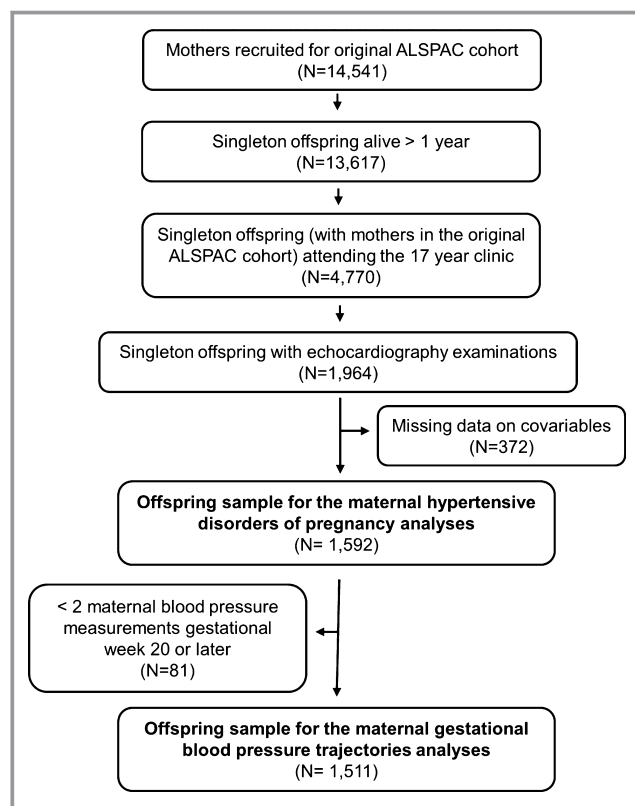 Mothers recruited for original ALSPAC cohort
(N=14,541)
Singleton offspring alive > 1 year
(N=13,617)
Singleton offspring (with mothers in the original
ALSPAC cohort) attending the 17 year clinic
(N=4,770)
Singleton offspring with echocardiography examinations
(N=1,964)
Missing data on covariables
(N=372)
Offspring sample for the maternal hypertensive
disorders of pregnancy analyses
(N= 1,592)
< 2 maternal blood pressure
measurements gestational
week 20 or later
(N=81)
Offspring sample for the maternal gestational
blood pressure trajectories analyses
(N= 1,511)